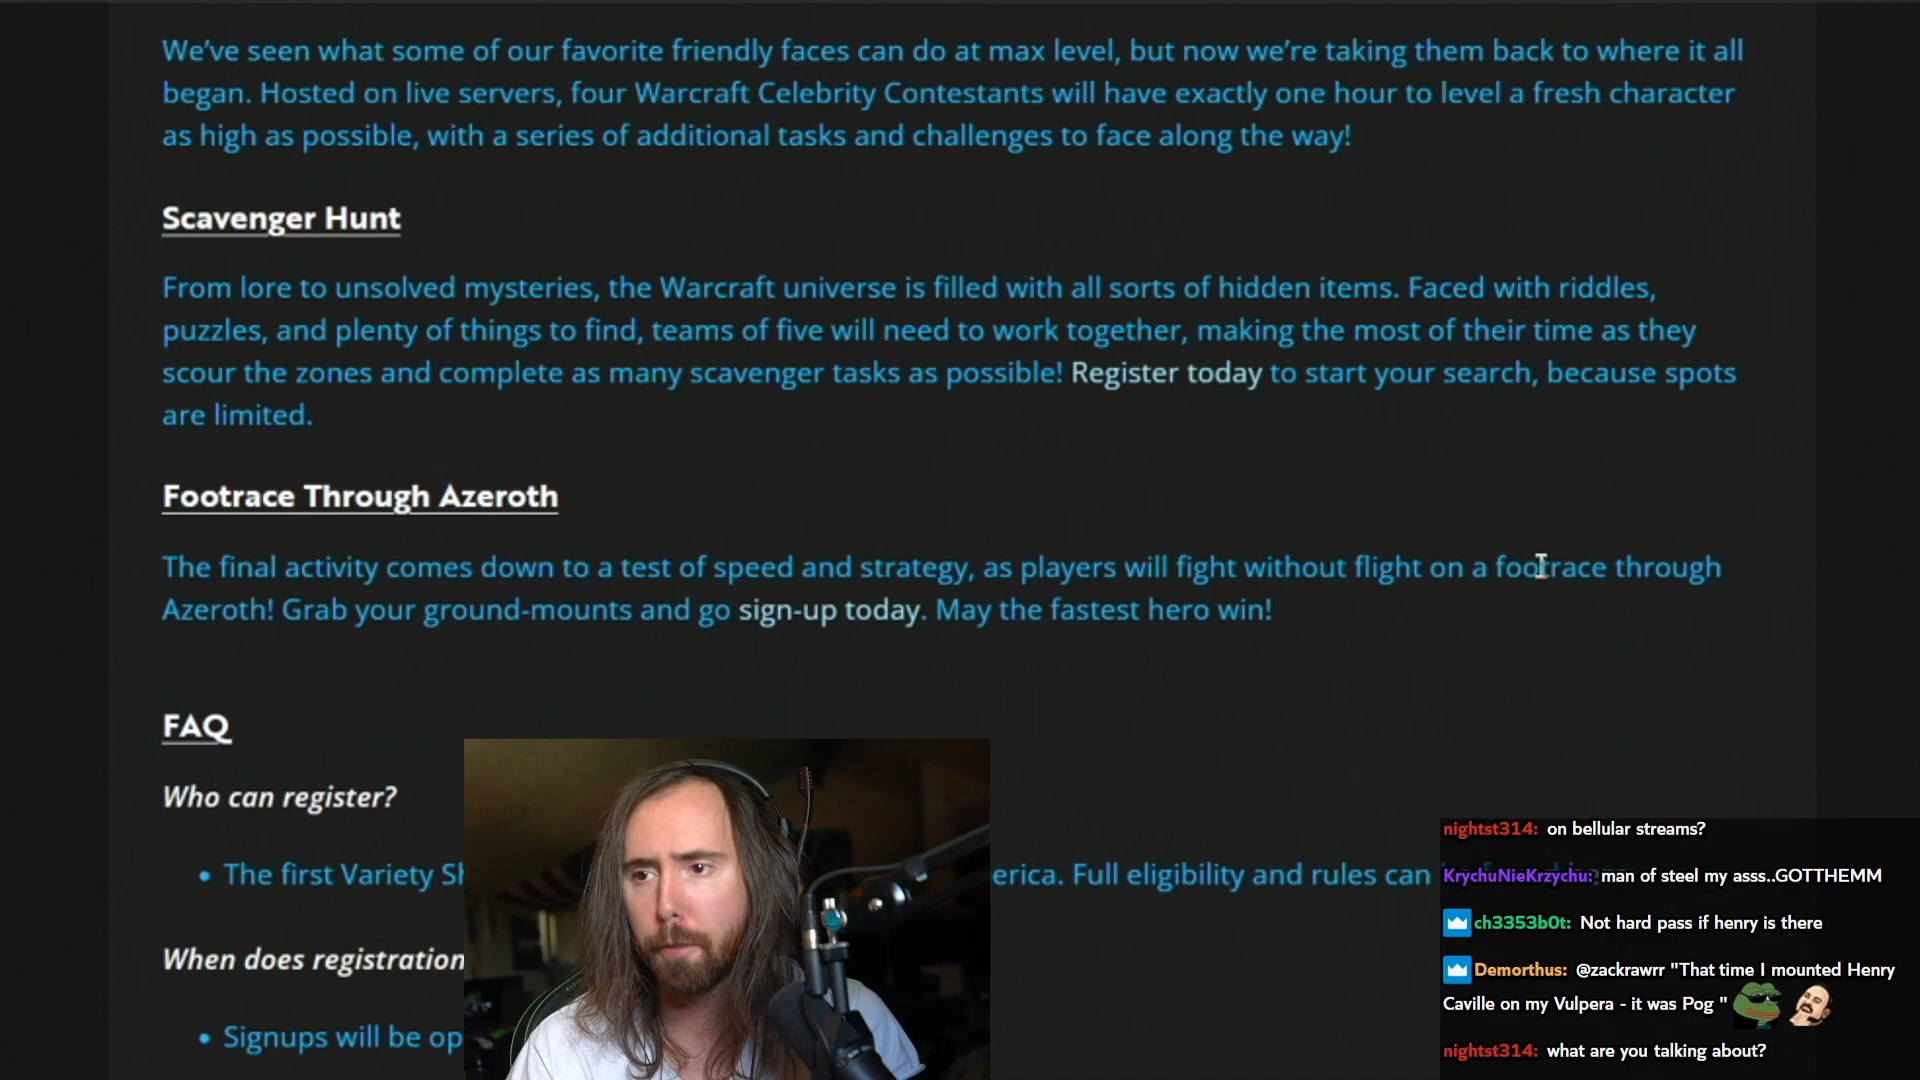 We've seen what some of our favorite friendly faces can do at max level, but now we're taking them back to where it all
began. Hosted on live servers, four Warcraft Celebrity Contestants will have exactly one hour to level a fresh character
as high as possible, with a series of additional tasks and challenges to face along the way!
Scavenger Hunt
From lore to unsolved mysteries, the Warcraft universe is filled with all sorts of hidden items. Faced with riddles,
puzzles, and plenty of things to find, teams of five will need to work together, making the most of their time as they
scour the zones and complete as many scavenger tasks as possible! Register today to start your search, because spots
are limited.
Footrace Through Azeroth
The final activity comes down to a test of speed and strategy, as players will fight without flight on a footrace through
Azeroth! Grab your ground-mounts and go sign-up today. May the fastest hero win!
FAQ
Who can register?
• The first Variety Sh erica. Full eligibility and rules can
When does registration
• Signups will be op
nightst314: on bellular streams?
KrychuNieKrzychu: man of steel my asss..GOTTHEMM
ch3353b0t: Not hard pass if henry is there
Demorthus: @zackrawrr "That time I mounted Henry
Caville on my Vulpera - it was Pog "
nightst314: what are you talking about?